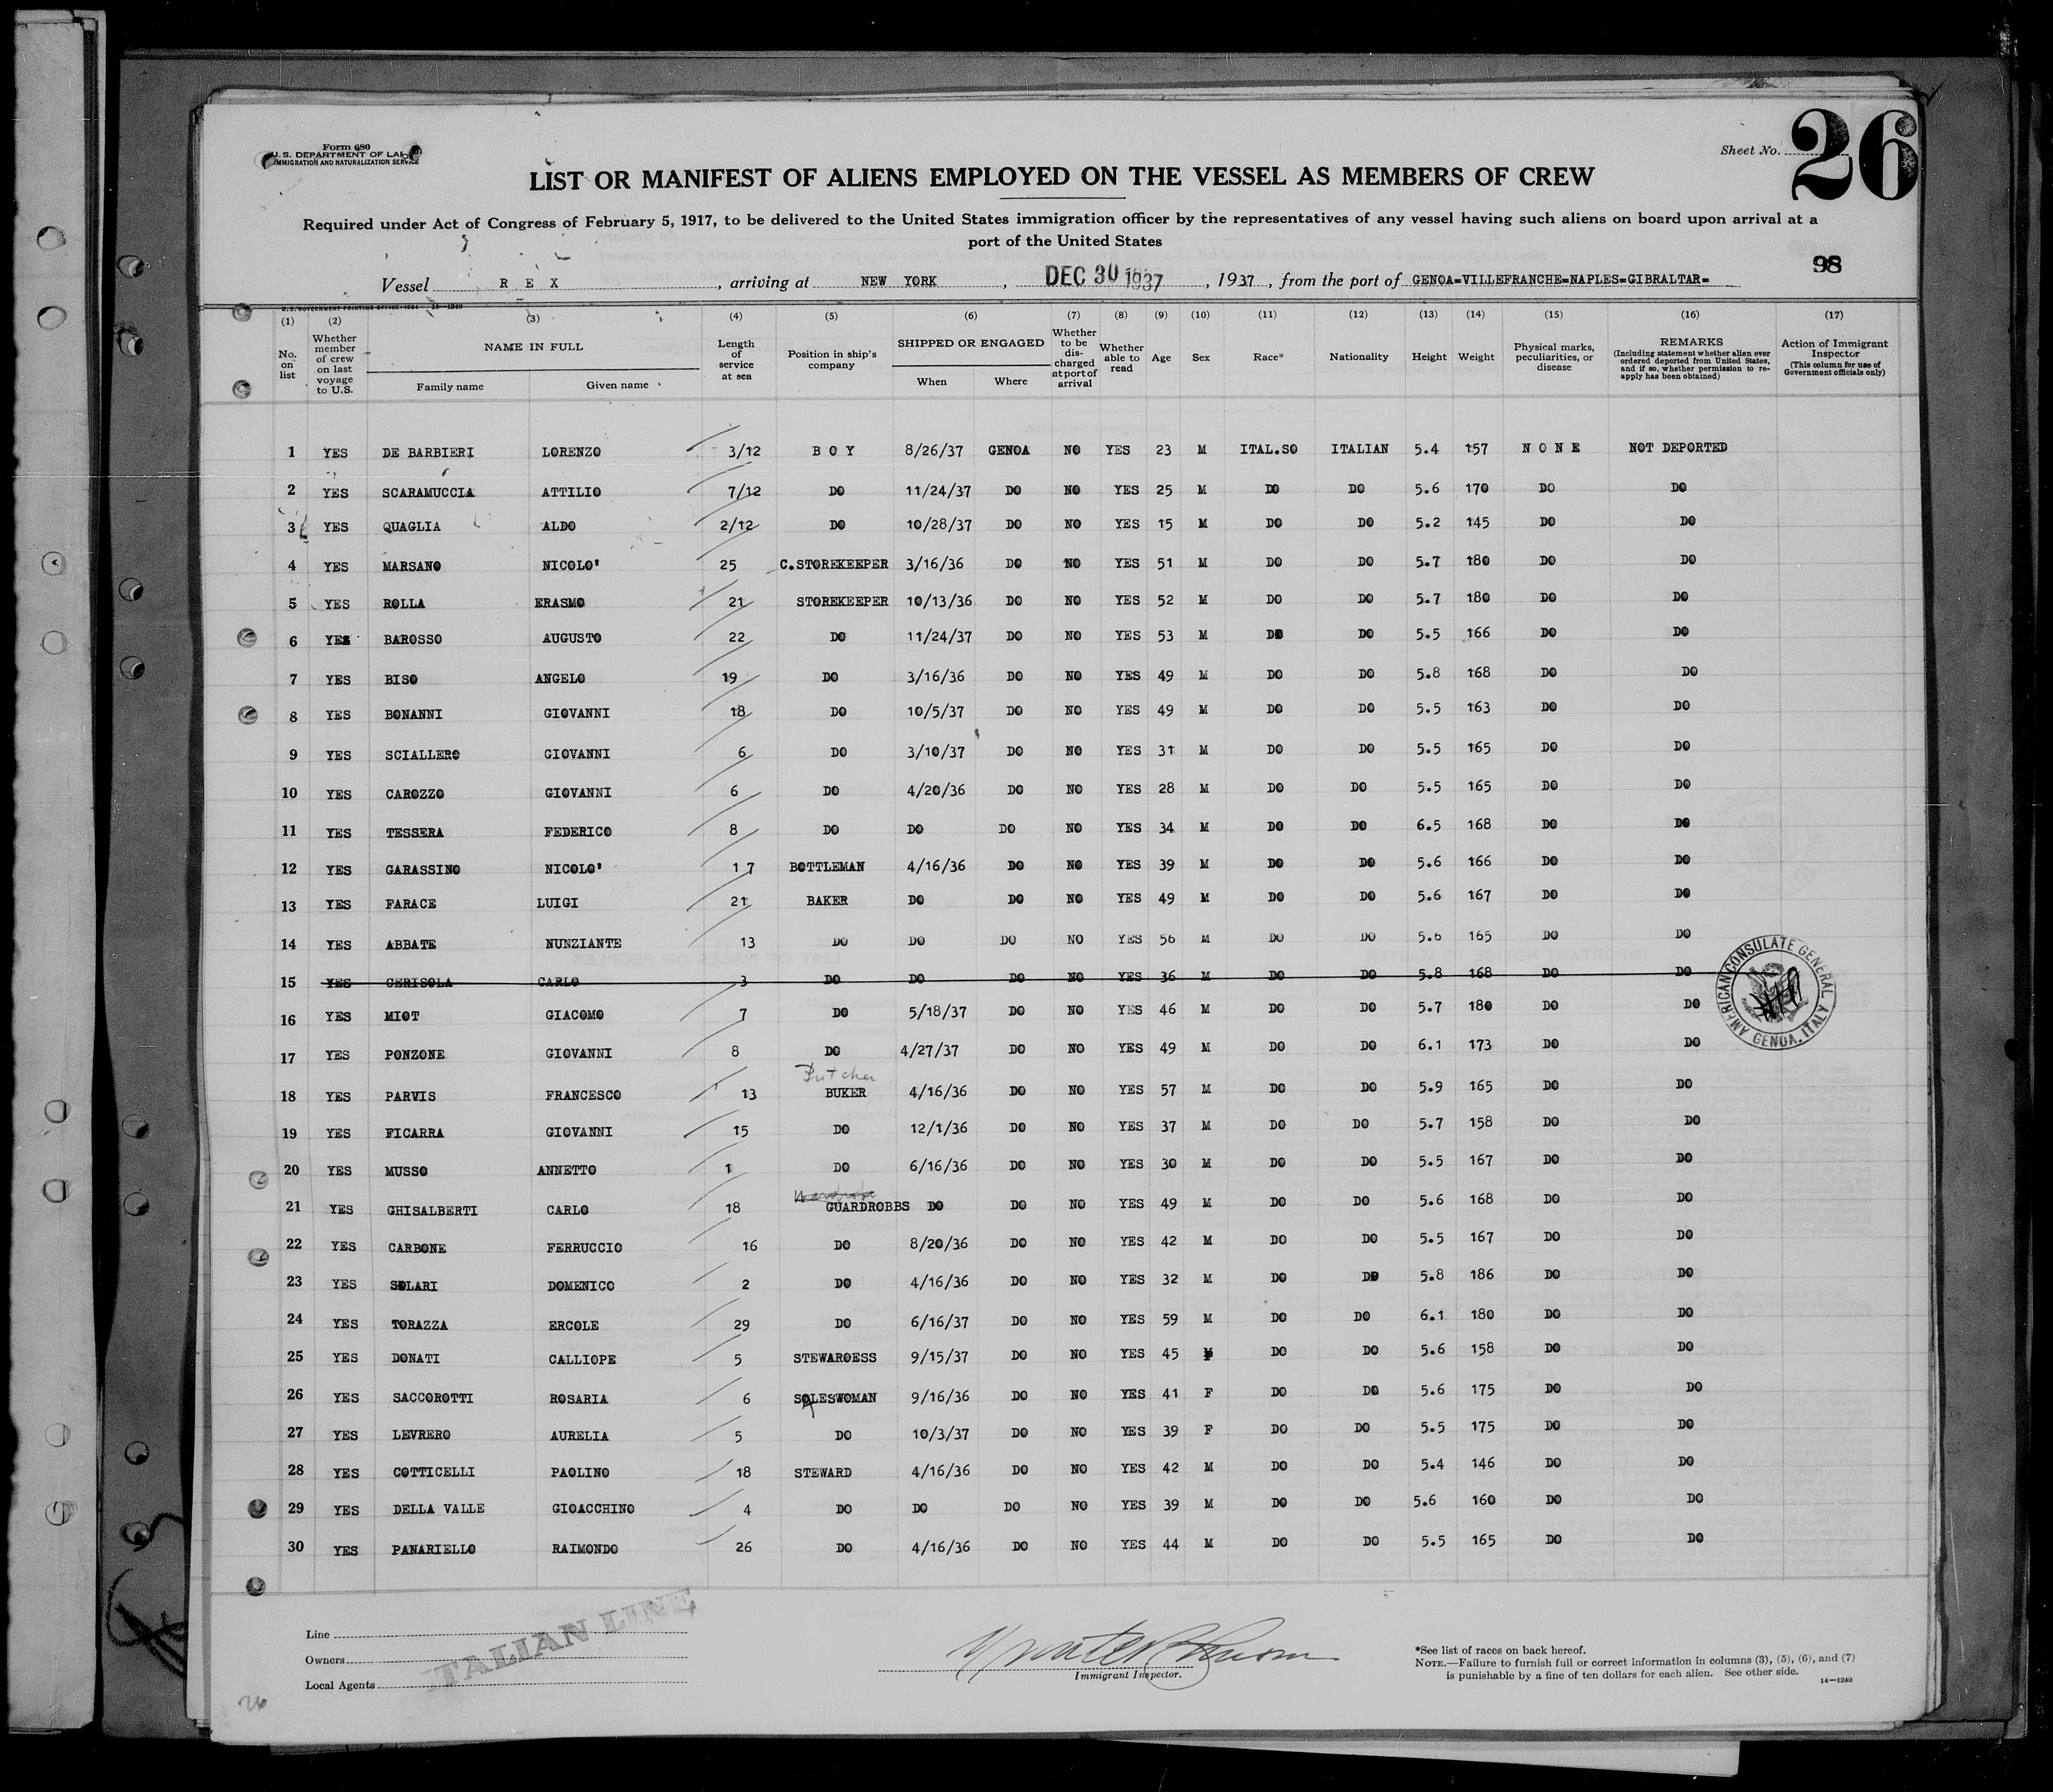 Form 680
U.S. DEPARTMENT OF LABOR
IMMIGRATION AND NATURALIZATION SERVICE
Sheet No. 26
LIST OR MANIFEST OF ALIENS EMPLOYED ON THE VESSEL AS MEMBERS OF CREW
Required under Act of Congress of February 5, 1917, to be delivered to the United States immigration officer by the representatives of any vessel having such aliens on board upon arrival at a
port of the United States
98
Vessel R E X , arriving at NEW YORK , DEC 30 1937 , 1937 , from the port of GENOA=VILLEFRANCHE=NAPLES=GIBRALTAR=
U.S. GOVERNMENT PRINTING OFFICE: 1934 14-1240
(1) (2) (3) (4) (5) (6) (7) (8) (9) (10) (11) (12) (13) (14) (15) (16) (17)
No. on list
Whether member of crew on last voyage to U.S.
NAME IN FULL
Family name
Given name
Length of service at sea
Position in ship's company
SHIPPED OR ENGAGED
When
Where
Whether to be discharged at port of arrival
Whether able to read
Age
Sex
Race*
Nationality
Height
Weight
Physical marks, peculiarities, or disease
REMARKS
(Including statement whether alien ever ordered deported from United States, and if so, whether permission to reapply has been obtained)
Action of Immigrant Inspector
(This column for use of Government officials only)
1 YES DE BARBIERI LORENZO 3/12 B O Y 8/26/37 GENOA NO YES 23 M ITAL.SO ITALIAN 5.4 157 N O N E NOT DEPORTED
2 YES SCARAMUCCIA ATTILIO 7/12 DO 11/24/37 DO NO YES 25 M DO DO 5.6 170 DO DO
3 YES QUAGLIA ALDO 2/12 DO 10/28/37 DO NO YES 15 M DO DO 5.2 145 DO DO
4 YES MARSANO NICOLO' 25 C.STOREKEEPER 3/16/36 DO NO YES 51 M DO DO 5.7 180 DO DO
5 YES ROLLA ERASMO 21 STOREKEEPER 10/13/36 DO NO YES 52 M DO DO 5.7 180 DO DO
6 YES BAROSSO AUGUSTO 22 DO 11/24/37 DO NO YES 53 M DO DO 5.5 166 DO DO
7 YES BISO ANGELO 19 DO 3/16/36 DO NO YES 49 M DO DO 5.8 168 DO DO
8 YES BONANNI GIOVANNI 18 DO 10/5/37 DO NO YES 49 M DO DO 5.5 163 DO DO
9 YES SCIALLERO GIOVANNI 6 DO 3/10/37 DO NO YES 31 M DO DO 5.5 165 DO DO
10 YES CAROZZO GIOVANNI 6 DO 4/20/36 DO NO YES 28 M DO DO 5.5 165 DO DO
11 YES TESSERA FEDERICO 8 DO DO DO NO YES 34 M DO DO 6.5 168 DO DO
12 YES GARASSINO NICOLO' 1 7 BOTTLEMAN 4/16/36 DO NO YES 39 M DO DO 5.6 166 DO DO
13 YES FARACE LUIGI 21 BAKER DO DO NO YES 49 M DO DO 5.6 167 DO DO
14 YES ABBATE NUNZIANTE 13 DO DO DO NO YES 56 M DO DO 5.6 165 DO DO
15 YES CERISOLA CARLO 3 DO DO DO NO YES 36 M DO DO 5.8 168 DO DO
16 YES MIOT GIACOMO 7 DO 5/18/37 DO NO YES 46 M DO DO 5.7 180 DO DO
AMERICAN CONSULATE GENERAL GENOA, ITALY
17 YES PONZONE GIOVANNI 8 DO 4/27/37 DO NO YES 49 M DO DO 6.1 173 DO DO
Butcher
18 YES PARVIS FRANCESCO 13 BUKER 4/16/36 DO NO YES 57 M DO DO 5.9 165 DO DO
19 YES FICARRA GIOVANNI 15 DO 12/1/36 DO NO YES 37 M DO DO 5.7 158 DO DO
20 YES MUSSO ANNETTO 1 DO 6/16/36 DO NO YES 30 M DO DO 5.5 167 DO DO
Wardrobe
21 YES GHISALBERTI CARLO 18 GUARDROBBS DO DO NO YES 49 M DO DO 5.6 168 DO DO
22 YES CARBONE FERRUCCIO 16 DO 8/20/36 DO NO YES 42 M DO DO 5.5 167 DO DO
23 YES SOLARI DOMENICO 2 DO 4/16/36 DO NO YES 32 M DO DO 5.8 186 DO DO
24 YES TORAZZA ERCOLE 29 DO 6/16/37 DO NO YES 59 M DO DO 6.1 180 DO DO
25 YES DONATI CALLIOPE 5 STEWAROESS 9/15/37 DO NO YES 45 DO DO 5.6 158 DO DO
26 YES SACCOROTTI ROSARIA 6 SALESWOMAN 9/16/36 DO NO YES 41 F DO DO 5.6 175 DO DO
27 YES LEVRERO AURELIA 5 DO 10/3/37 DO NO YES 39 F DO DO 5.5 175 DO DO
28 YES COTTICELLI PAOLINO 18 STEWARD 4/16/36 DO NO YES 42 M DO DO 5.4 146 DO DO
29 YES DELLA VALLE GIOACCHINO 4 DO DO DO NO YES 39 M DO DO 5.6 160 DO DO
30 YES PANARIELLO RAIMONDO 26 DO 4/16/36 DO NO YES 44 M DO DO 5.5 165 DO DO
Line
Owners
Local Agents
ITALIAN LINE
Immigrant Inspector.
*See list of races on back hereof.
NOTE.—Failure to furnish full or correct information in columns (3), (5), (6), and (7)
is punishable by a fine of ten dollars for each alien. See other side.
14-1240
26